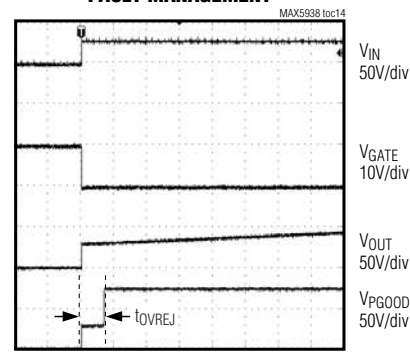 FAULT MANAGEMENT
MAX5938 toc14
T
VIN
50V/div
VGATE
10V/div
VOUT
50V/div
VPGOOD
50V/div
tOVREJ